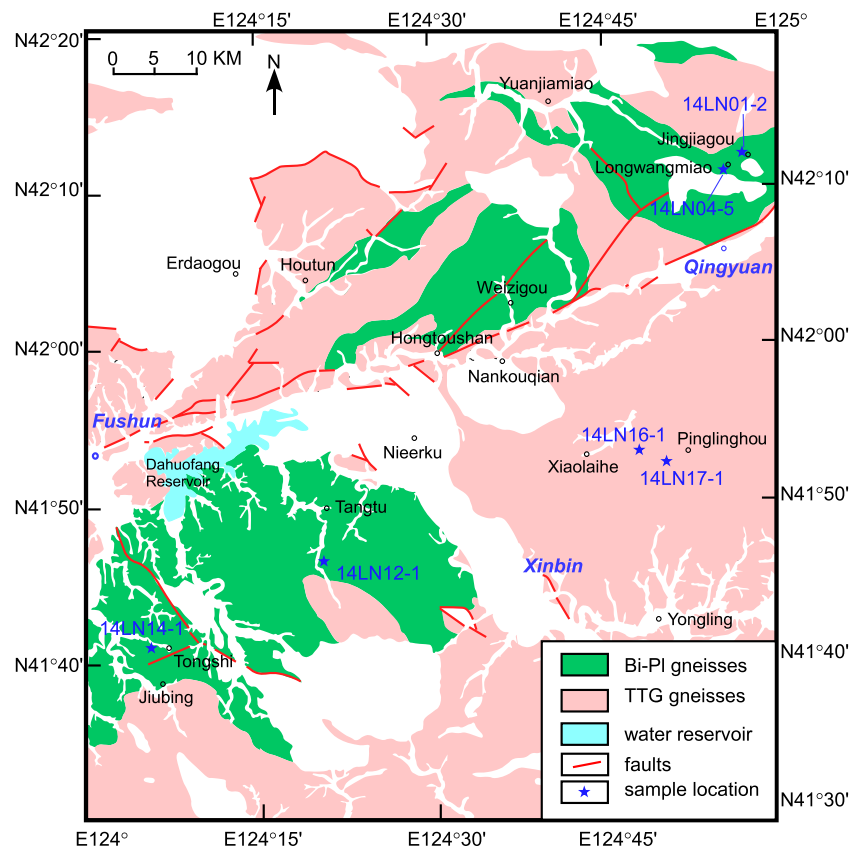 E124°15'
E124°30'
E124°45'
E125°
N42°20'
0 5 10 KM
N
Yuanjiamiao
14LN01-2
Jingjiagou
Longwangmiao
N42°10'
N42°10'
14LN04-5
Erdaogou
Houtun
Qingyuan
Weizigou
N42°00'
N42°00'
Hongtoushan
Nankouqian
Fushun
14LN16-1
Pinglinghou
Nieerku
Xiaolaihe
Dahuofang
Reservoir
14LN17-1
N41°50'
N41°50'
Tangtu
14LN12-1
Xinbin
14LN14-1
Yongling
N41°40'
N41°40'
Tongshi
Jiubing
Bi-Pl gneisses
TTG gneisses
water reservoir
faults
sample location
N41°30'
E124°
E124°15'
E124°30'
E124°45'